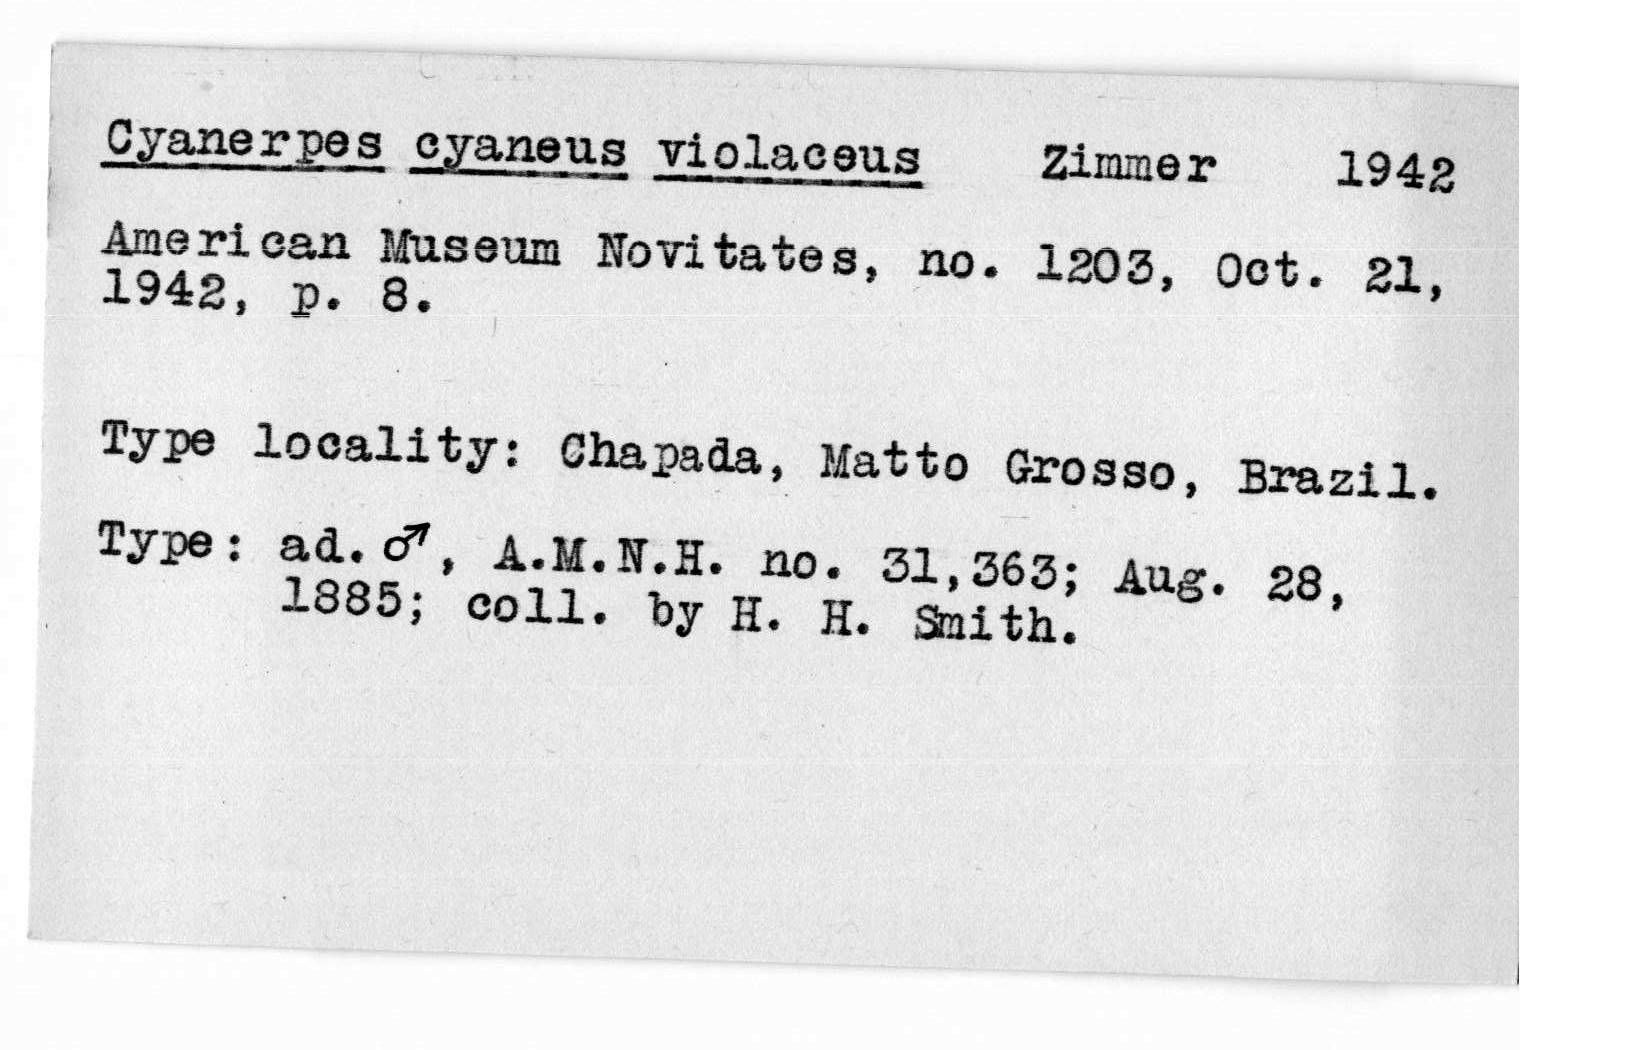 Cyanerpes cyaneus violaceus Zimmer 1942
American Museum Novitates, no. 1203, Oct. 21,
1942, p. 8.
Type locality: Chapada, Matto Grosso, Brazil.
Type: ad. ♂, A.M.N.H. no. 31,363; Aug. 28,
1885; coll. by H. H. Smith.